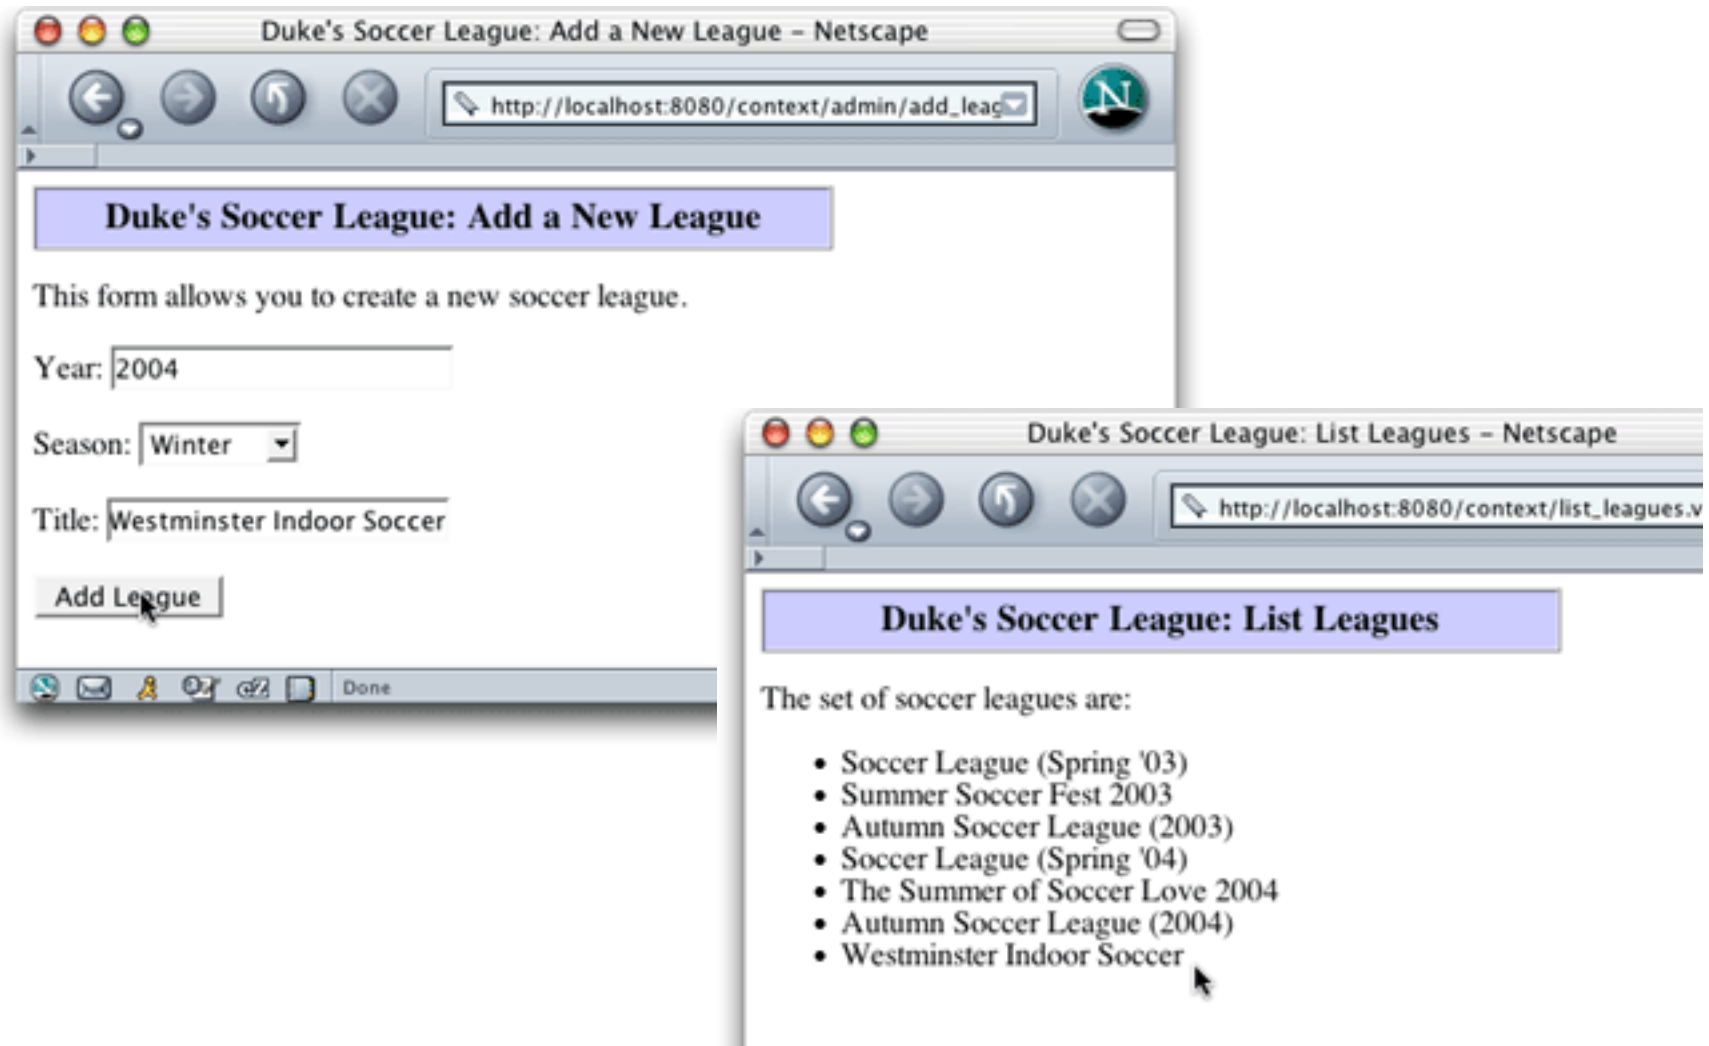 Duke's Soccer League: Add a New League – Netscape
http://localhost:8080/context/admin/add_leag
N
Duke's Soccer League: Add a New League
This form allows you to create a new soccer league.
Year: 2004
Season: Winter
Title: Westminster Indoor Soccer
Add League
Done
Duke's Soccer League: List Leagues – Netscape
http://localhost:8080/context/list_leagues.v
Duke's Soccer League: List Leagues
The set of soccer leagues are:
• Soccer League (Spring '03)
• Summer Soccer Fest 2003
• Autumn Soccer League (2003)
• Soccer League (Spring '04)
• The Summer of Soccer Love 2004
• Autumn Soccer League (2004)
• Westminster Indoor Soccer